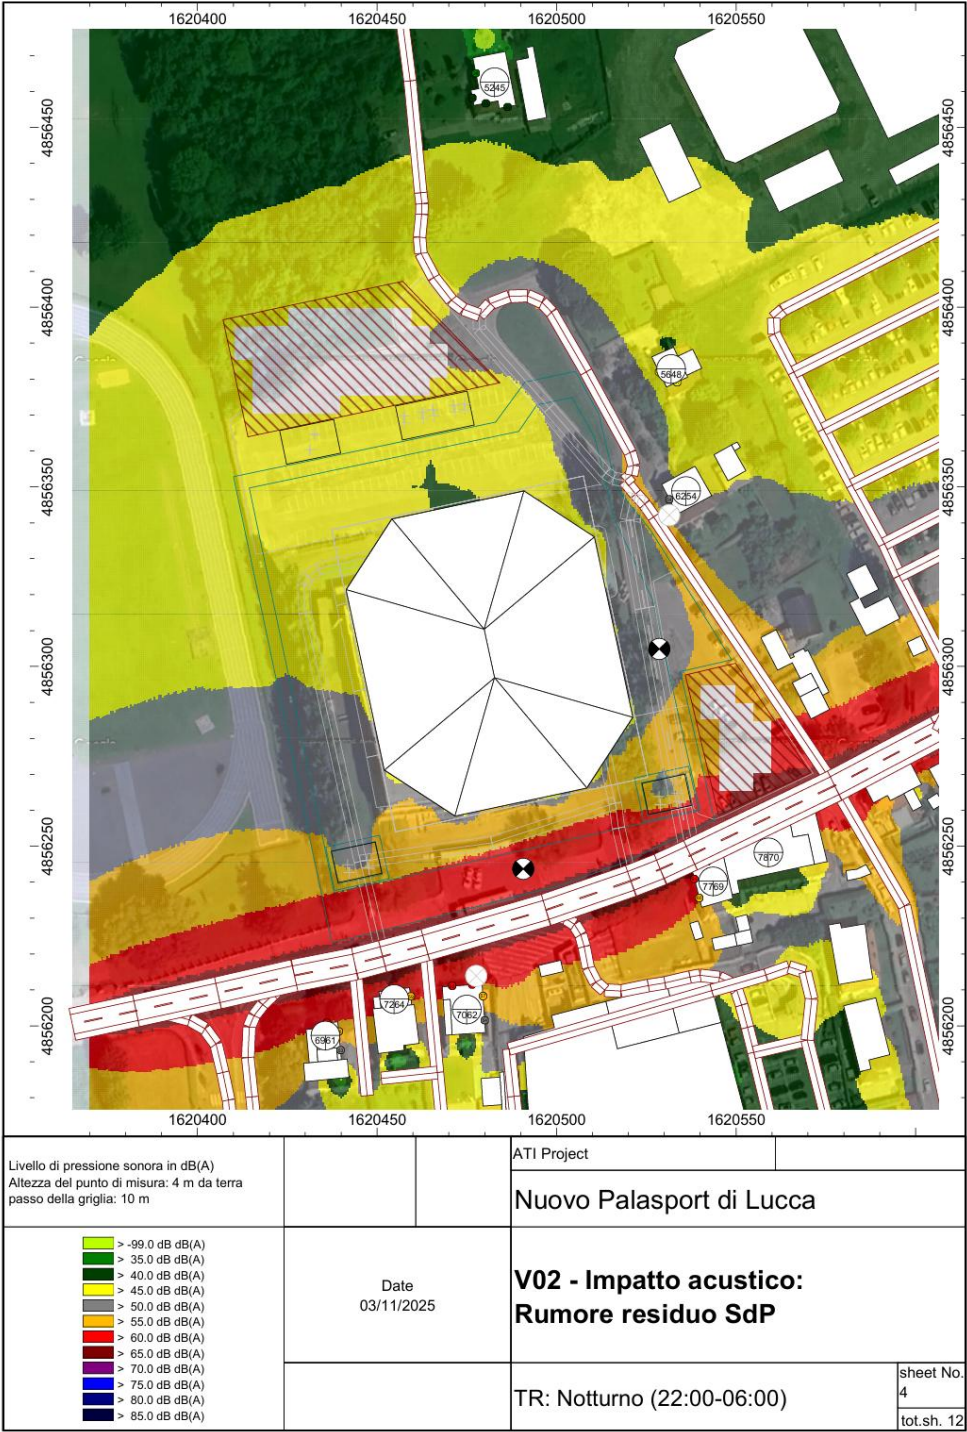 1620400 1620450 1620500 1620550
4856450 4856450
4856400 4856400
4856350 4856350
4856300 4856300
4856250 4856250
4856200 4856200
5245
5648
6254
7870
7769
7264
7062
6961
1620400 1620450 1620500 1620550
Livello di pressione sonora in dB(A)
Altezza del punto di misura: 4 m da terra
passo della griglia: 10 m
> -99.0 dB dB(A)
> 35.0 dB dB(A)
> 40.0 dB dB(A)
> 45.0 dB dB(A)
> 50.0 dB dB(A)
> 55.0 dB dB(A)
> 60.0 dB dB(A)
> 65.0 dB dB(A)
> 70.0 dB dB(A)
> 75.0 dB dB(A)
> 80.0 dB dB(A)
> 85.0 dB dB(A)
Date
03/11/2025
ATI Project
Nuovo Palasport di Lucca
V02 - Impatto acustico:
Rumore residuo SdP
TR: Notturno (22:00-06:00)
sheet No.
4
tot.sh. 12